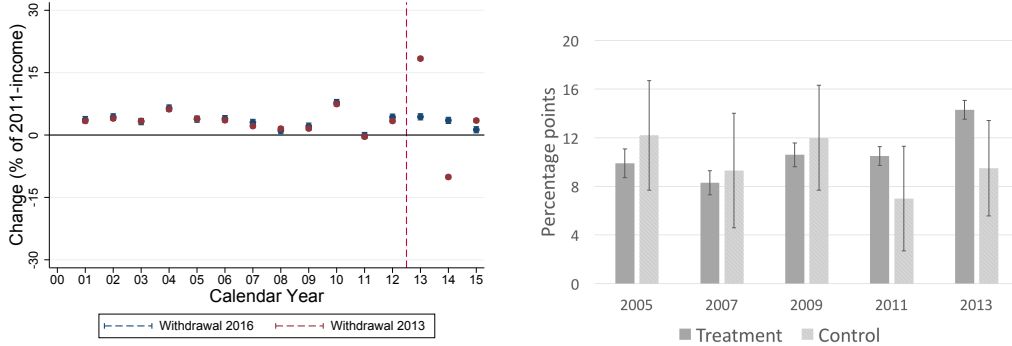 Change (% of 2011-income)
30
15
0
-15
-30
00 01 02 03 04 05 06 07 08 09 10 11 12 13 14 15
Calendar Year
Withdrawal 2016 Withdrawal 2013
Percentage points
20
16
12
8
4
0
2005 2007 2009 2011 2013
Treatment Control